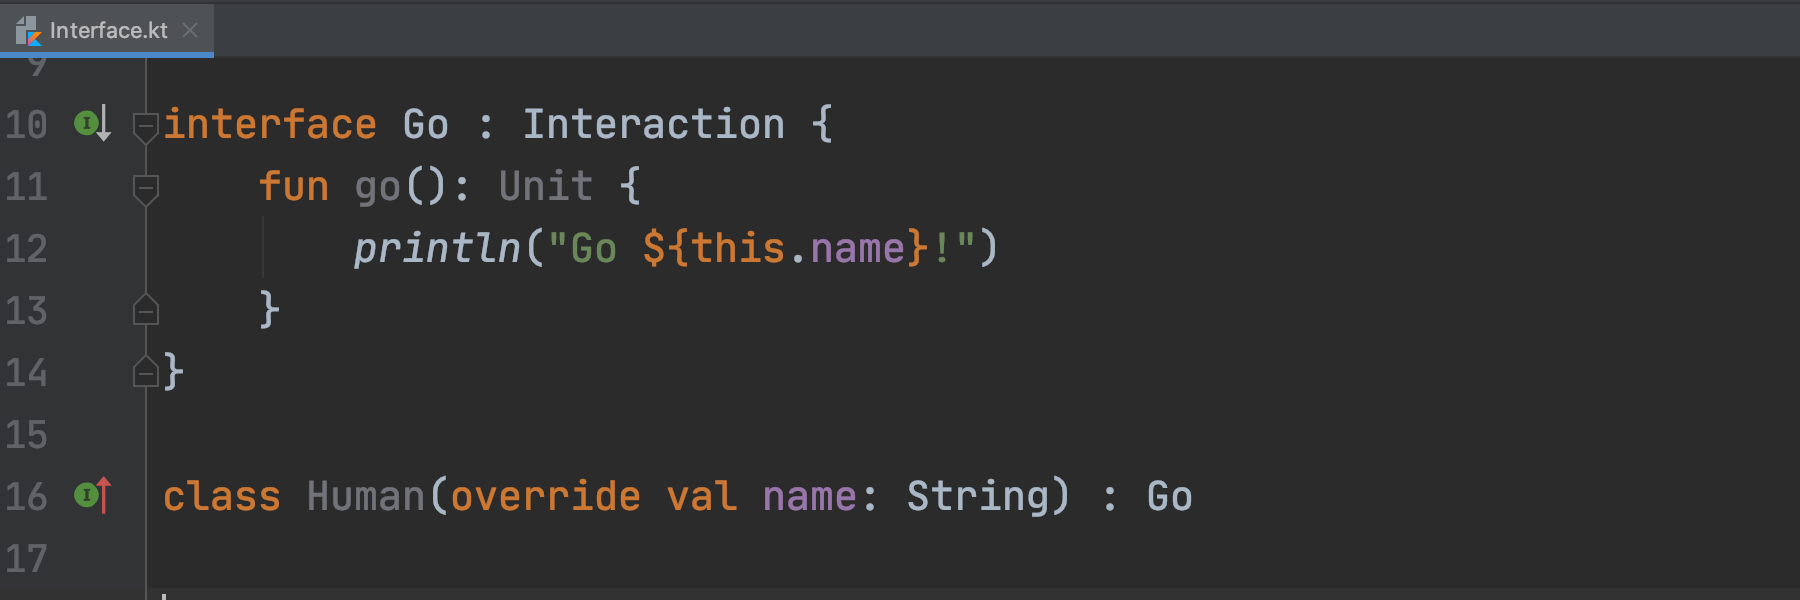 Interface.kt
9
10 interface Go : Interaction {
11     fun go(): Unit {
12         println("Go ${this.name}!")
13     }
14 }
15
16 class Human(override val name: String) : Go
17